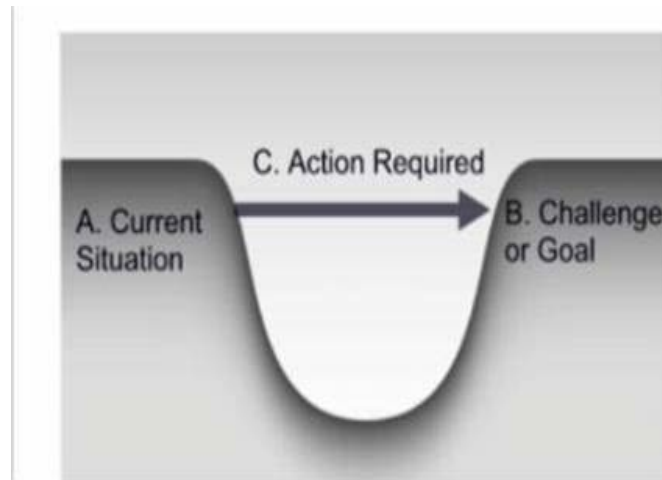 C. Action Required
A. Current
Situation
B. Challenge
or Goal